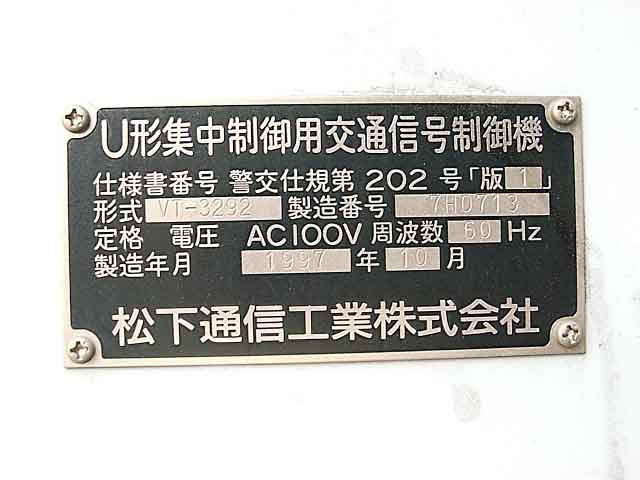 U形集中制御用交通信号制御機
仕様書番号 警交仕規第 202 号「版 1 」
形式 VT-3292 製造番号 7H0713
定格 電圧 AC100V 周波数 60 Hz
製造年月 1997 年 10 月
松下通信工業株式会社